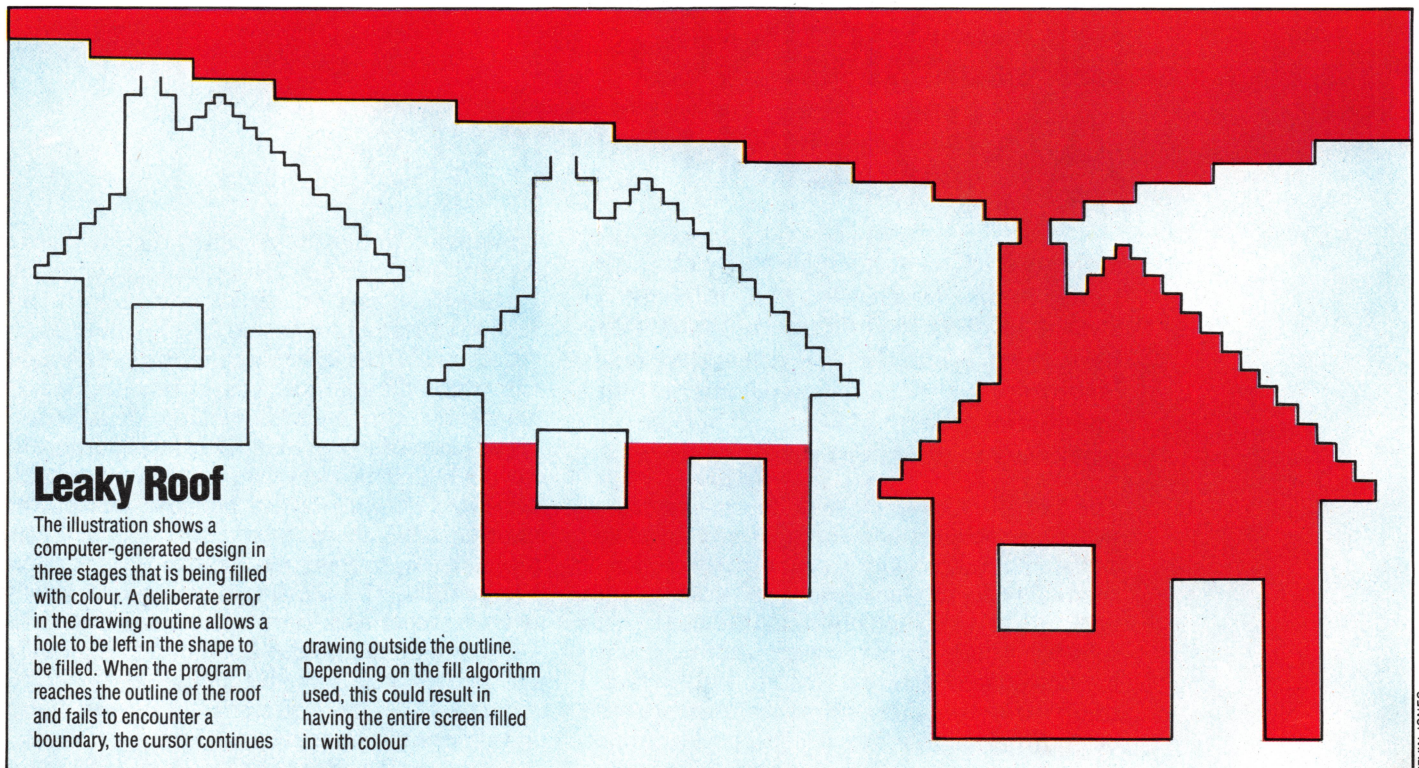 Leaky Roof
The illustration shows a
computer-generated design in
three stages that is being filled
with colour. A deliberate error
in the drawing routine allows a
hole to be left in the shape to
be filled. When the program
reaches the outline of the roof
and fails to encounter a
boundary, the cursor continues
drawing outside the outline.
Depending on the fill algorithm
used, this could result in
having the entire screen filled
in with colour